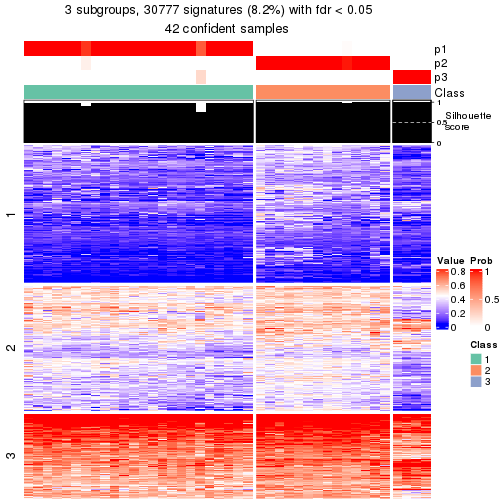 3 subgroups, 30777 signatures (8.2%) with fdr < 0.05
42 confident samples
p1
p2
p3
Class
1
0.5
0
Silhouette
score
1
2
3
Value
0.8
0.6
0.4
0.2
0
Prob
1
0.5
0
Class
1
2
3